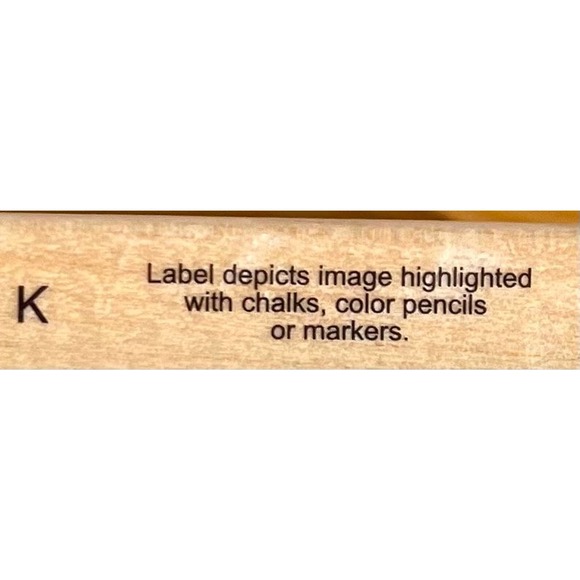 K
Label depicts image highlighted
with chalks, color pencils
or markers.